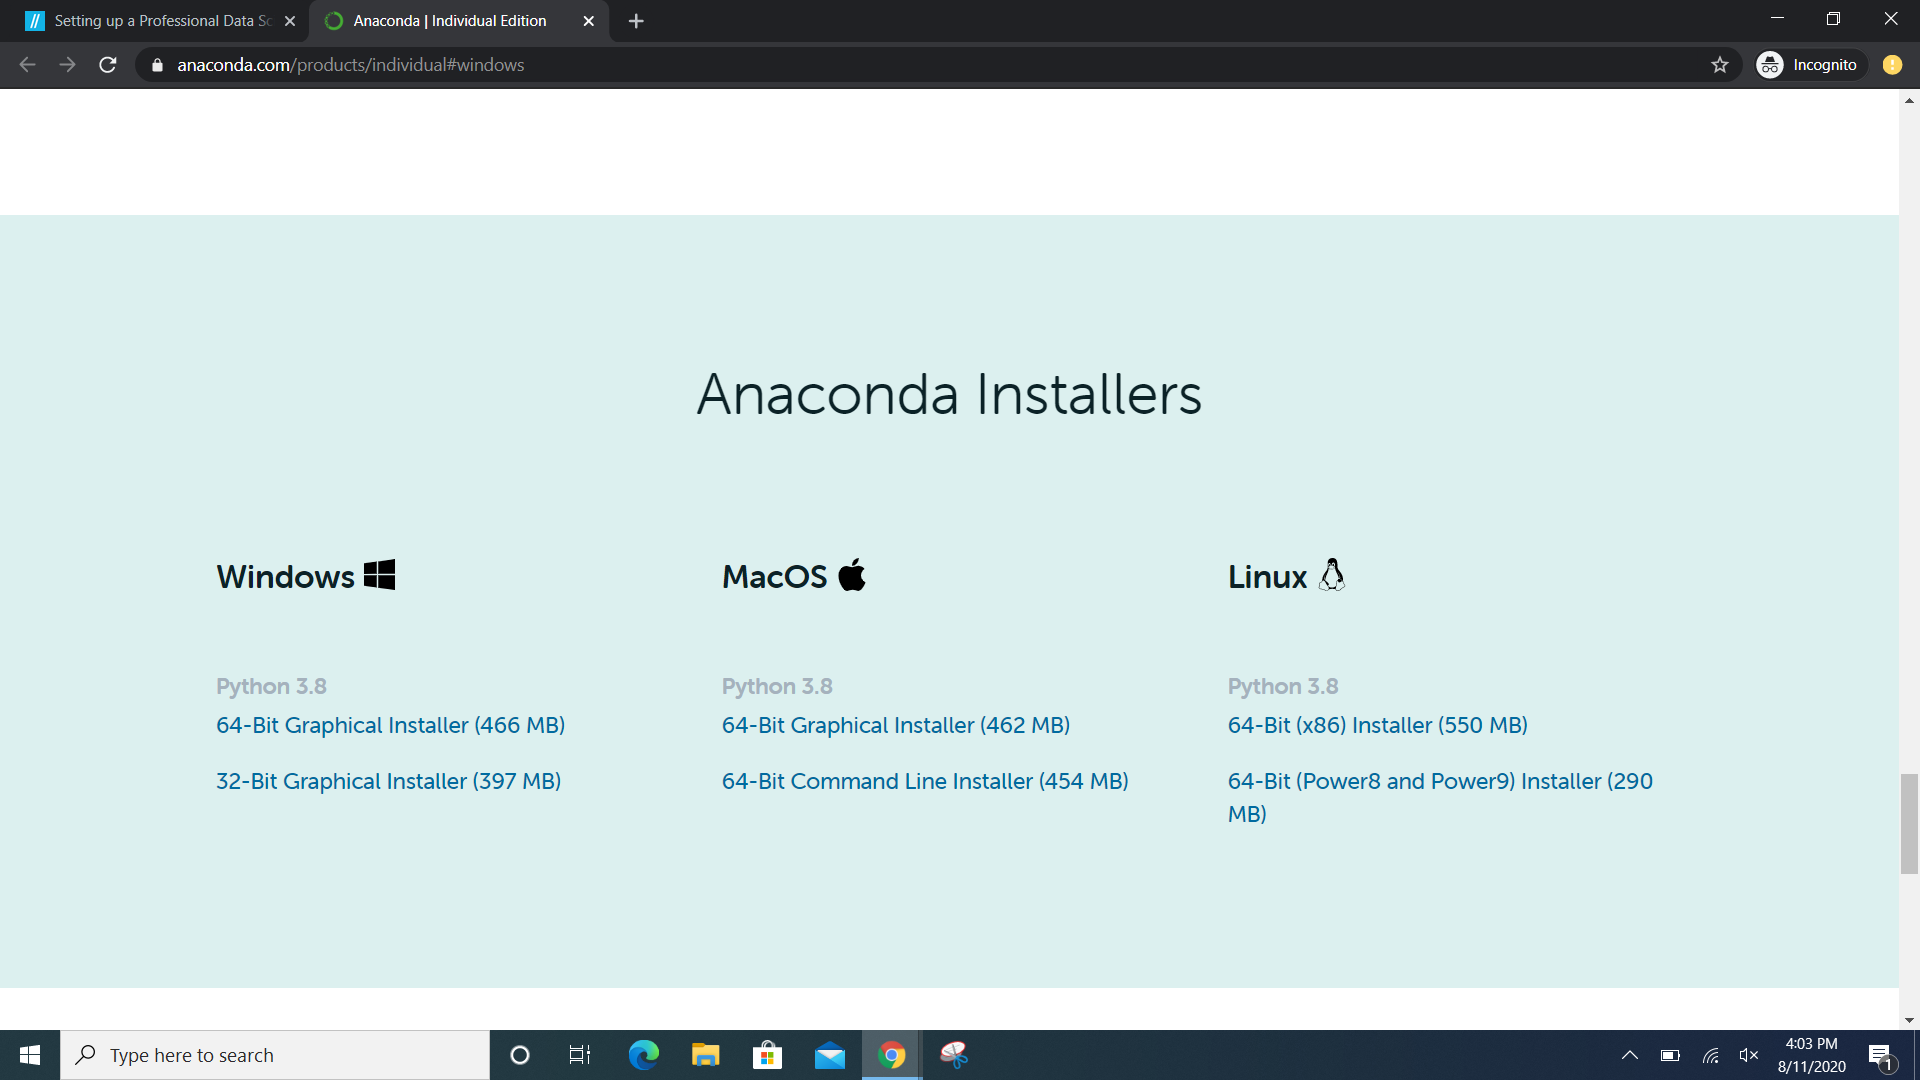 Setting up a Professional Data Sc
Anaconda | Individual Edition
anaconda.com/products/individual#windows
Incognito
Anaconda Installers
Windows
MacOS
Linux
Python 3.8
64-Bit Graphical Installer (466 MB)
32-Bit Graphical Installer (397 MB)
Python 3.8
64-Bit Graphical Installer (462 MB)
64-Bit Command Line Installer (454 MB)
Python 3.8
64-Bit (x86) Installer (550 MB)
64-Bit (Power8 and Power9) Installer (290
MB)
Type here to search
4:03 PM
8/11/2020
1